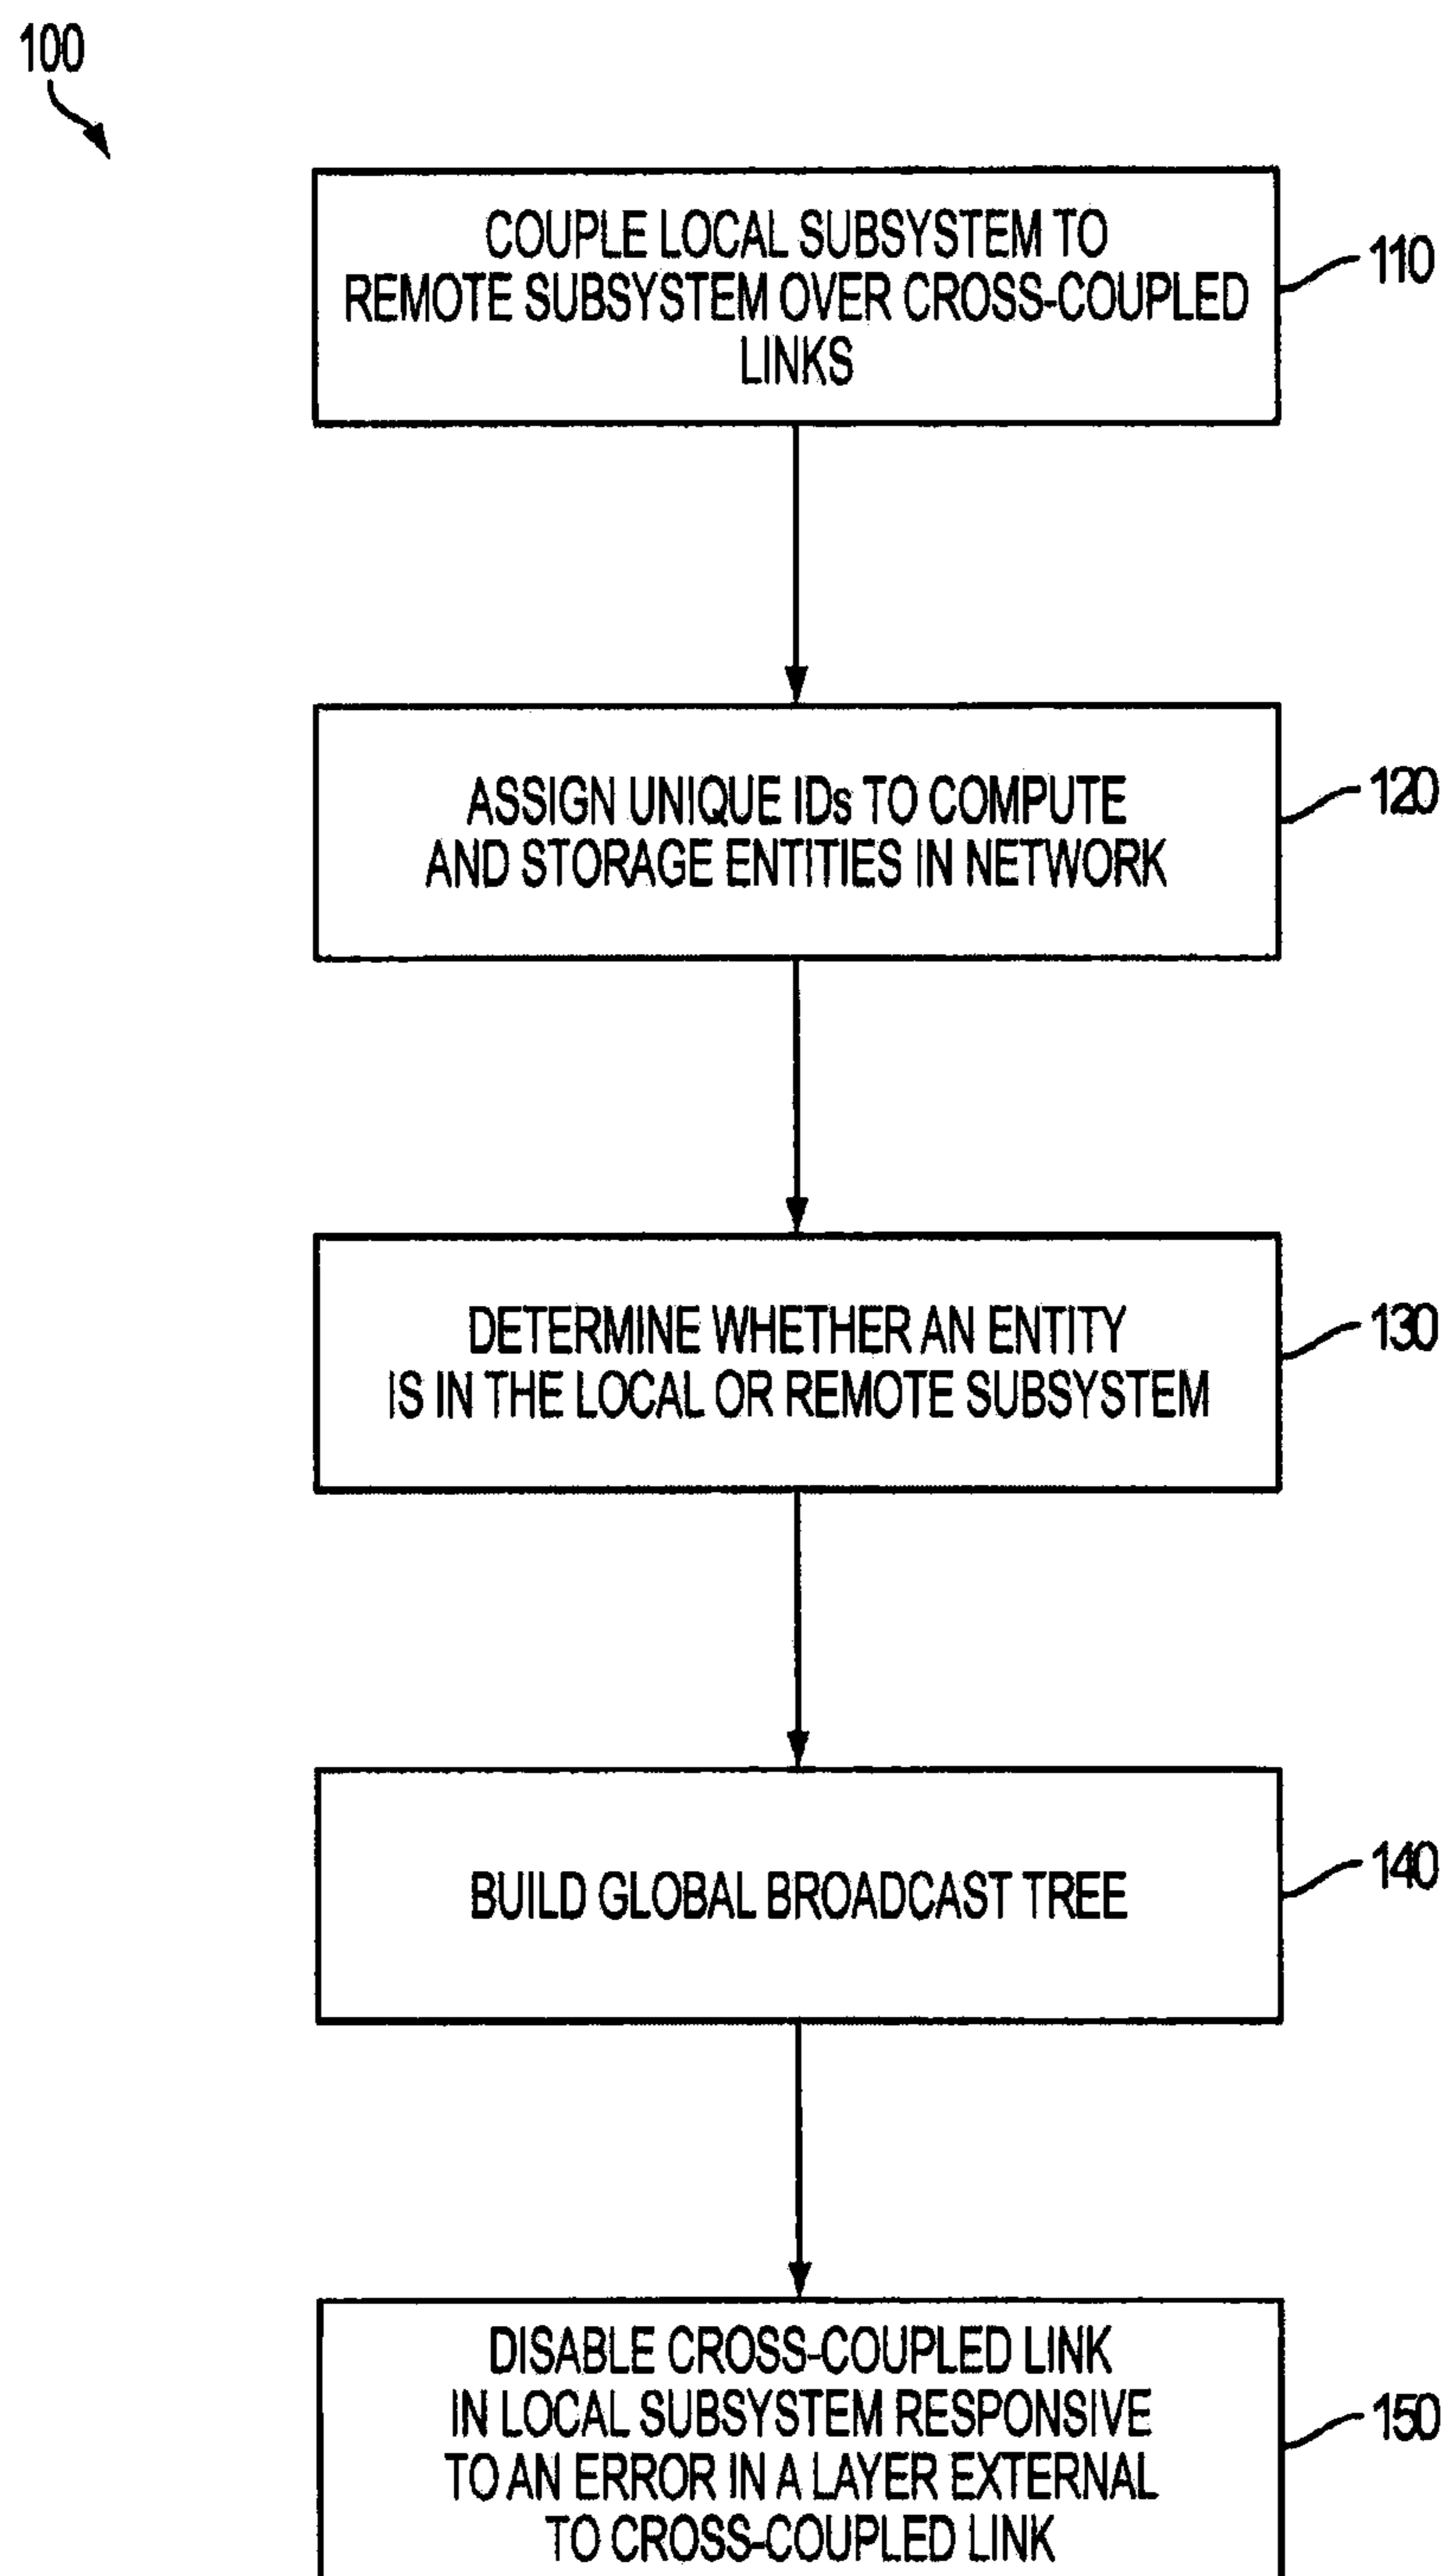 100
COUPLE LOCAL SUBSYSTEM TO
REMOTE SUBSYSTEM OVER CROSS-COUPLED
LINKS
110
ASSIGN UNIQUE IDs TO COMPUTE
AND STORAGE ENTITIES IN NETWORK
120
DETERMINE WHETHER AN ENTITY
IS IN THE LOCAL OR REMOTE SUBSYSTEM
130
BUILD GLOBAL BROADCAST TREE
140
DISABLE CROSS-COUPLED LINK
IN LOCAL SUBSYSTEM RESPONSIVE
TO AN ERROR IN A LAYER EXTERNAL
TO CROSS-COUPLED LINK
150